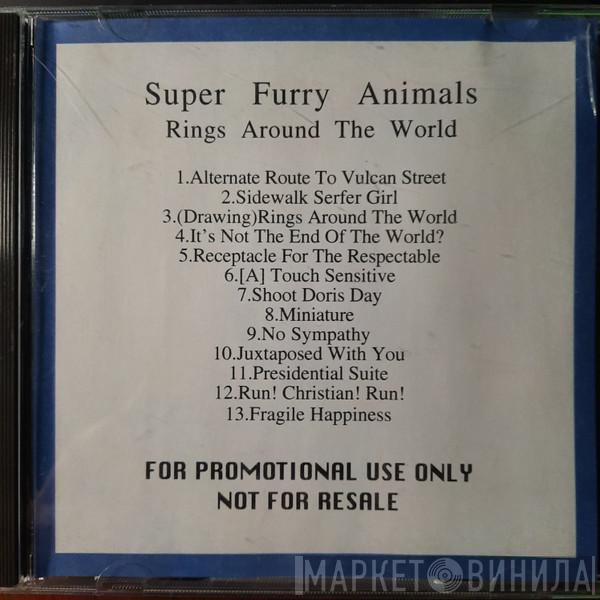 Super Furry Animals
Rings Around The World
1.Alternate Route To Vulcan Street
2.Sidewalk Serfer Girl
3.(Drawing)Rings Around The World
4.It's Not The End Of The World?
5.Receptacle For The Respectable
6.[A] Touch Sensitive
7.Shoot Doris Day
8.Miniature
9.No Sympathy
10.Juxtaposed With You
11.Presidential Suite
12.Run! Christian! Run!
13.Fragile Happiness
FOR PROMOTIONAL USE ONLY
NOT FOR RESALE
МАРКЕТ ВИНИЛА